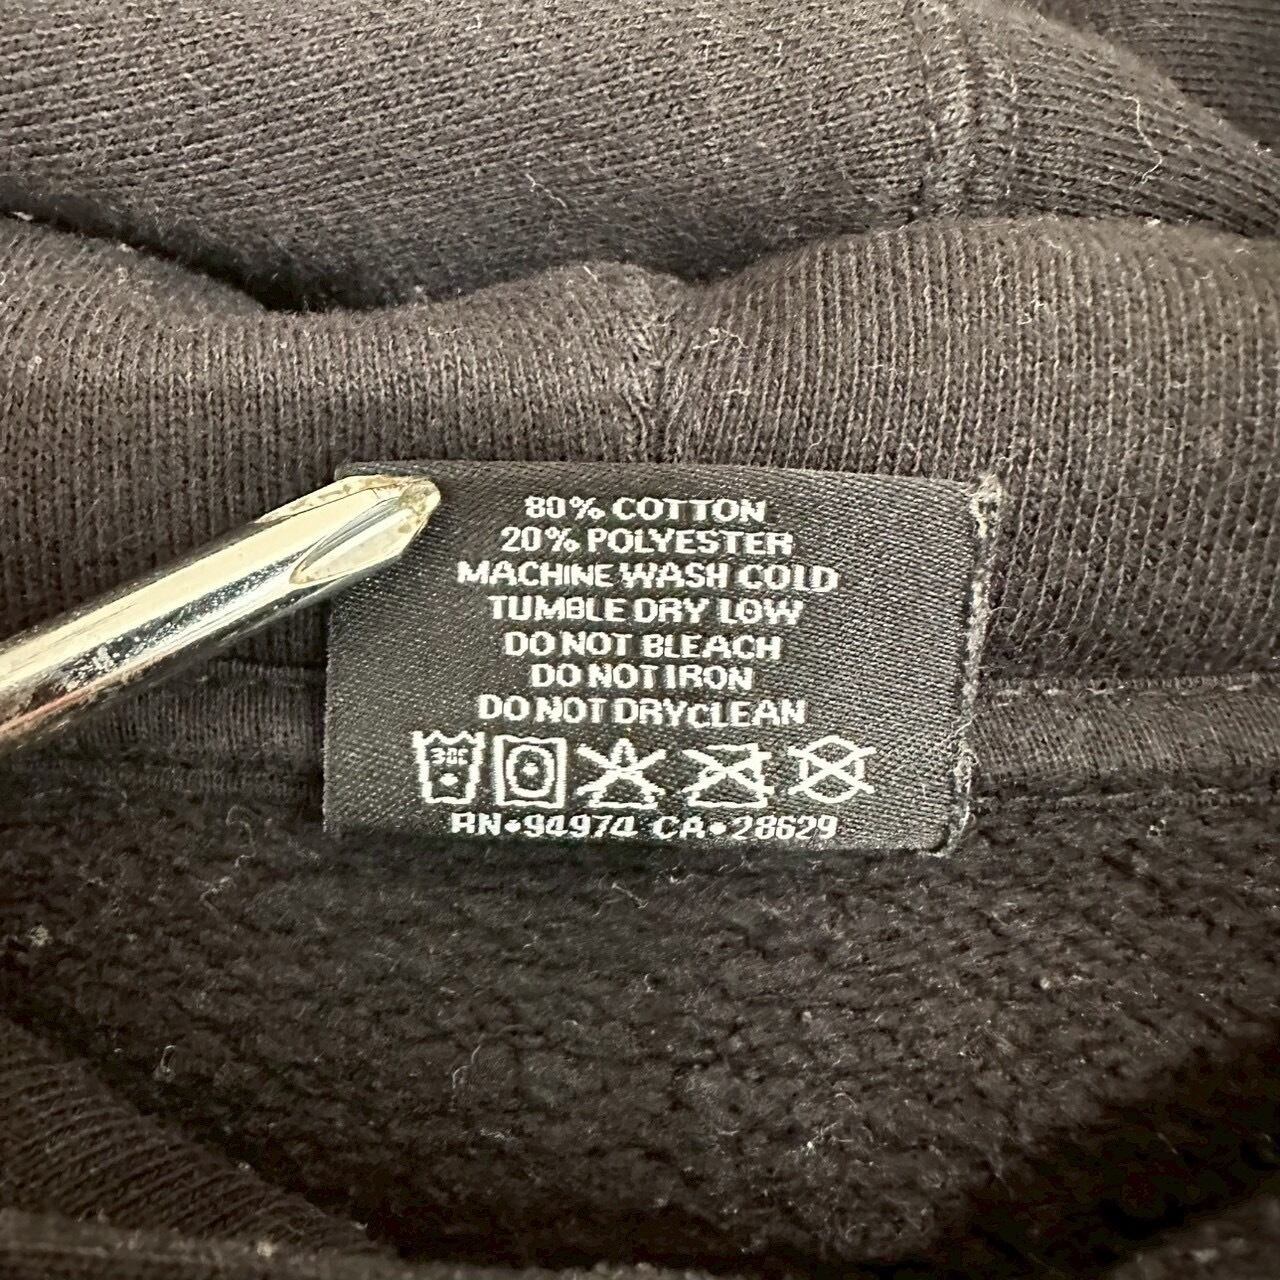 80% COTTON
20% POLYESTER
MACHINE WASH COLD
TUMBLE DRY LOW
DO NOT BLEACH
DO NOT IRON
DO NOT DRYCLEAN
30C
RN•94974 CA•28629